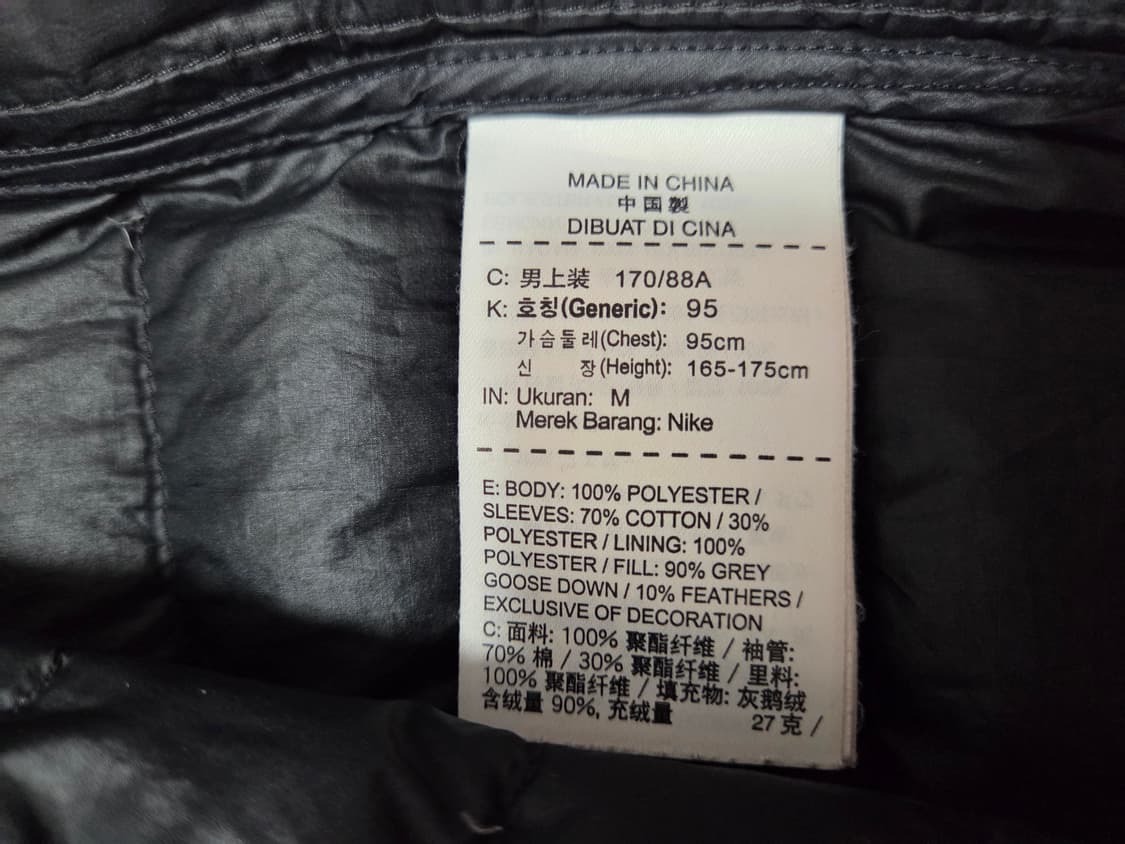 MADE IN CHINA
中国製
DIBUAT DI CINA
C: 男上装 170/88A
K: 호칭(Generic): 95
가슴둘레(Chest): 95cm
신 장(Height): 165-175cm
IN: Ukuran: M
Merek Barang: Nike
E: BODY: 100% POLYESTER /
SLEEVES: 70% COTTON / 30%
POLYESTER / LINING: 100%
POLYESTER / FILL: 90% GREY
GOOSE DOWN / 10% FEATHERS /
EXCLUSIVE OF DECORATION
C: 面料: 100% 聚酯纤维 / 袖管:
70% 棉 / 30% 聚酯纤维 / 里料:
100% 聚酯纤维 / 填充物: 灰鹅绒
含绒量 90%, 充绒量 27 克 /